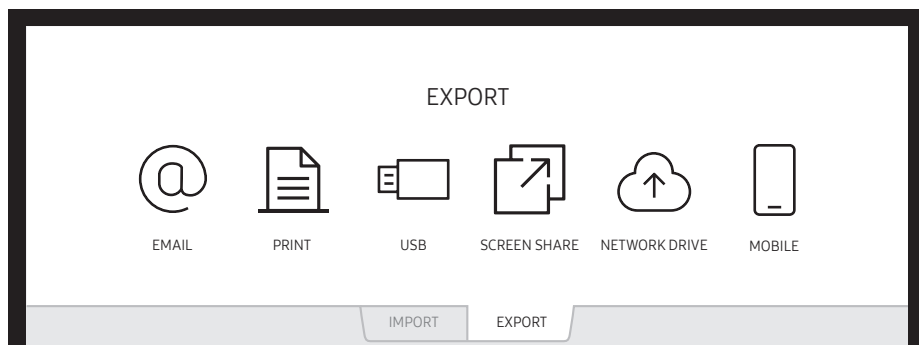 EXPORT
EMAIL PRINT USB SCREEN SHARE NETWORK DRIVE MOBILE
IMPORT EXPORT